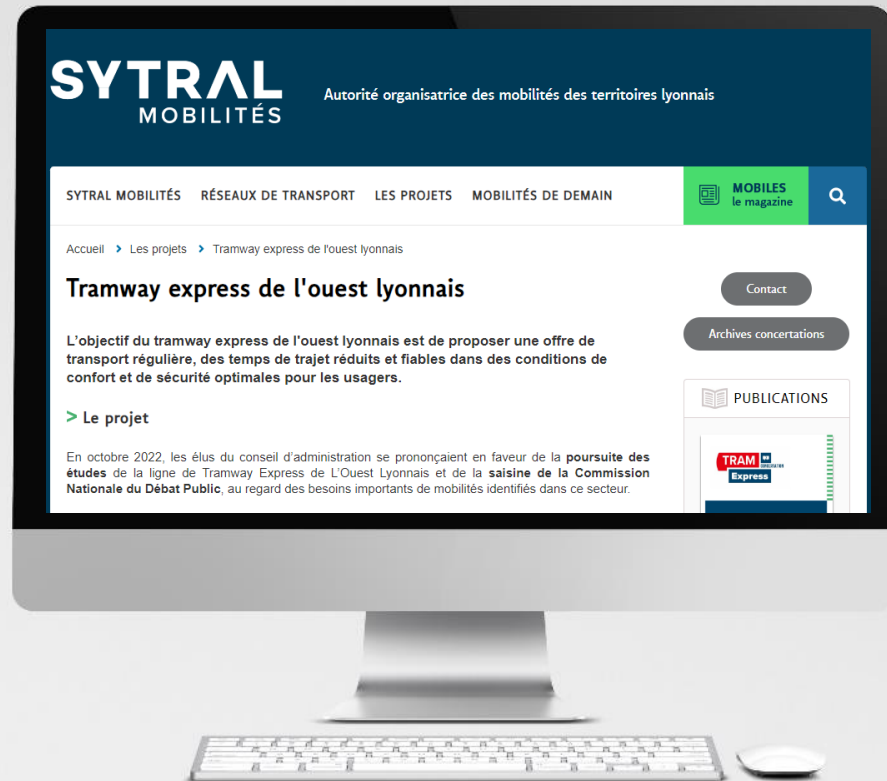 SYTRAL
MOBILITÉS
Autorité organisatrice des mobilités des territoires lyonnais
SYTRAL MOBILITÉS RÉSEAUX DE TRANSPORT LES PROJETS MOBILITÉS DE DEMAIN
MOBILES
le magazine
Accueil > Les projets > Tramway express de l'ouest lyonnais
Tramway express de l'ouest lyonnais
Contact
Archives concertations
L'objectif du tramway express de l'ouest lyonnais est de proposer une offre de
transport régulière, des temps de trajet réduits et fiables dans des conditions de
confort et de sécurité optimales pour les usagers.
> Le projet
En octobre 2022, les élus du conseil d'administration se prononçaient en faveur de la poursuite des
études de la ligne de Tramway Express de L'Ouest Lyonnais et de la saisine de la Commission
Nationale du Débat Public, au regard des besoins importants de mobilités identifiés dans ce secteur.
PUBLICATIONS
TRAM
Express